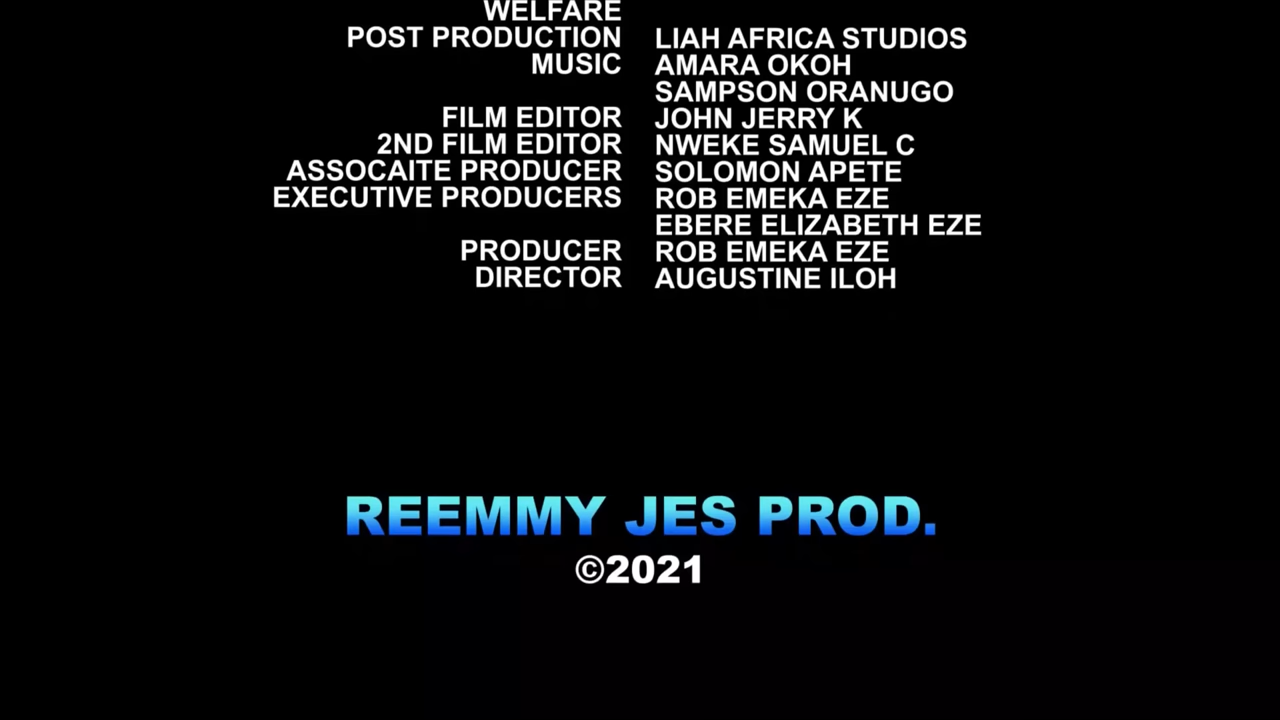 WELFARE
POST PRODUCTION LIAH AFRICA STUDIOS
MUSIC AMARA OKOH
SAMPSON ORANUGO
FILM EDITOR JOHN JERRY K
2ND FILM EDITOR NWEKE SAMUEL C
ASSOCAITE PRODUCER SOLOMON APETE
EXECUTIVE PRODUCERS ROB EMEKA EZE
EBERE ELIZABETH EZE
PRODUCER ROB EMEKA EZE
DIRECTOR AUGUSTINE ILOH
REEMMY JES PROD.
©2021